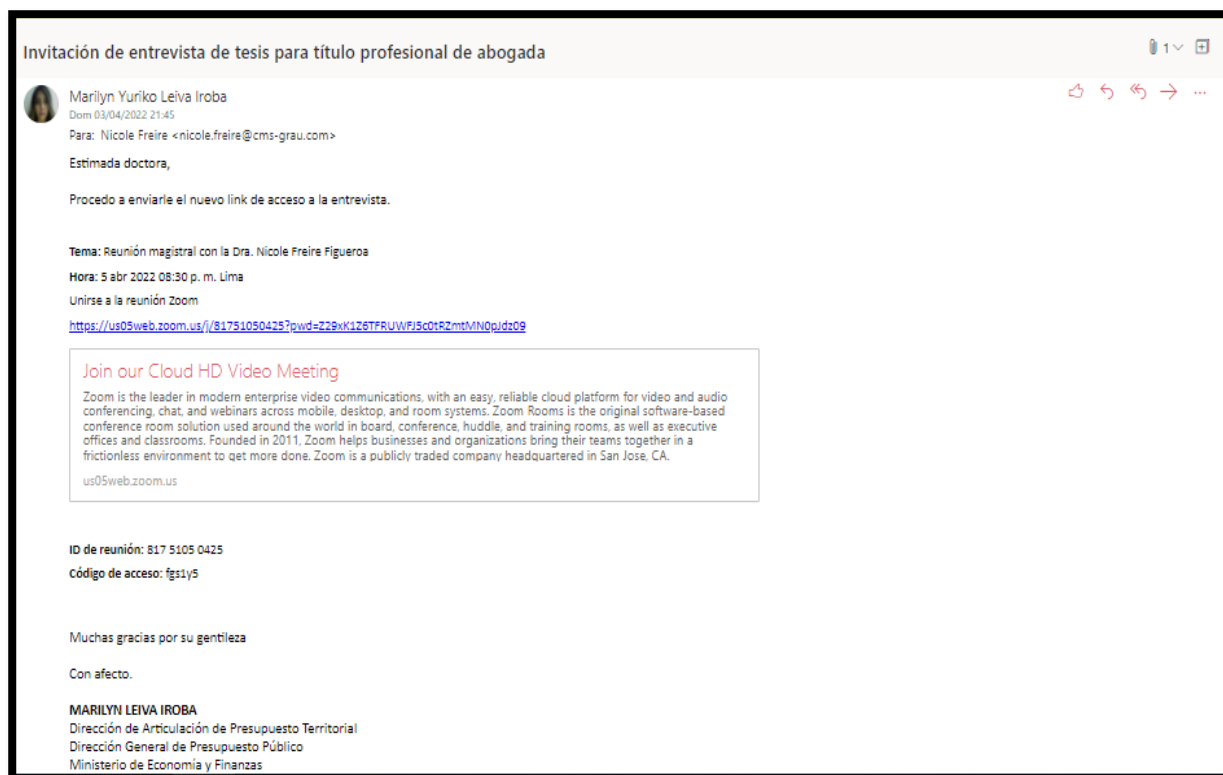 Invitación de entrevista de tesis para título profesional de abogada
1
Marilyn Yuriko Leiva Iroba
Dom 03/04/2022 21:45
Para: Nicole Freire <nicole.freire@cms-grau.com>
Estimada doctora,
Procedo a enviarle el nuevo link de acceso a la entrevista.
Tema: Reunión magistral con la Dra. Nicole Freire Figueroa
Hora: 5 abr 2022 08:30 p. m. Lima
Unirse a la reunión Zoom
https://us05web.zoom.us/j/81751050425?pwd=Z29xK1Z6TFRUWFJ5c0tRZmtMN0pJdz09
Join our Cloud HD Video Meeting
Zoom is the leader in modern enterprise video communications, with an easy, reliable cloud platform for video and audio
conferencing, chat, and webinars across mobile, desktop, and room systems. Zoom Rooms is the original software-based
conference room solution used around the world in board, conference, huddle, and training rooms, as well as executive
offices and classrooms. Founded in 2011, Zoom helps businesses and organizations bring their teams together in a
frictionless environment to get more done. Zoom is a publicly traded company headquartered in San Jose, CA.
us05web.zoom.us
ID de reunión: 817 5105 0425
Código de acceso: fgs1y5
Muchas gracias por su gentileza
Con afecto.
MARILYN LEIVA IROBA
Dirección de Articulación de Presupuesto Territorial
Dirección General de Presupuesto Público
Ministerio de Economía y Finanzas